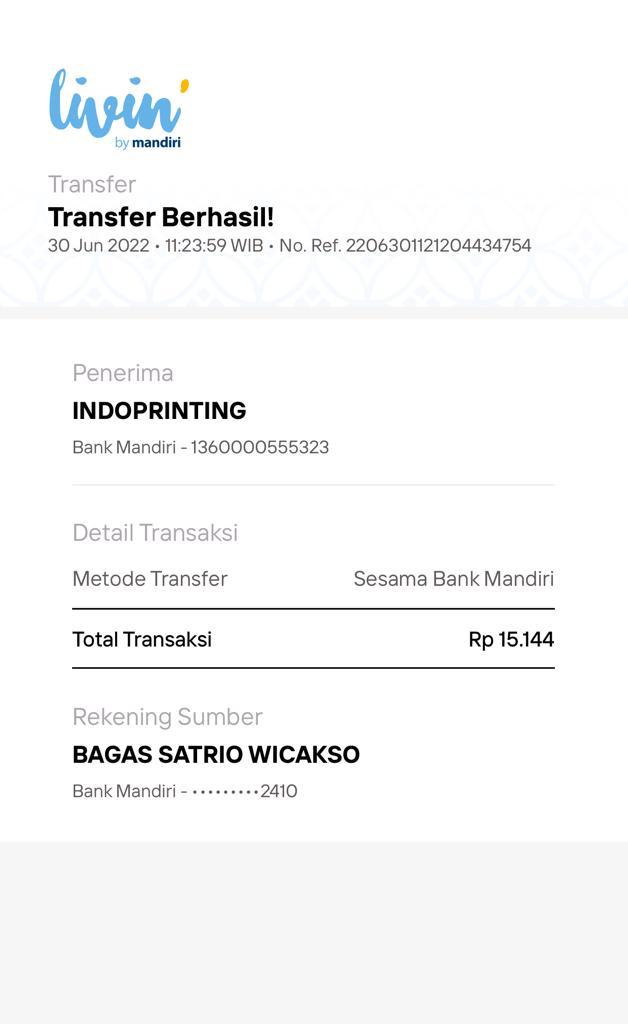 livin'
by mandiri
Transfer
Transfer Berhasil!
30 Jun 2022 • 11:23:59 WIB • No. Ref. 2206301121204434754
Penerima
INDOPRINTING
Bank Mandiri - 1360000555323
Detail Transaksi
Metode Transfer Sesama Bank Mandiri
Total Transaksi Rp 15.144
Rekening Sumber
BAGAS SATRIO WICAKSO
Bank Mandiri - •••••••••2410